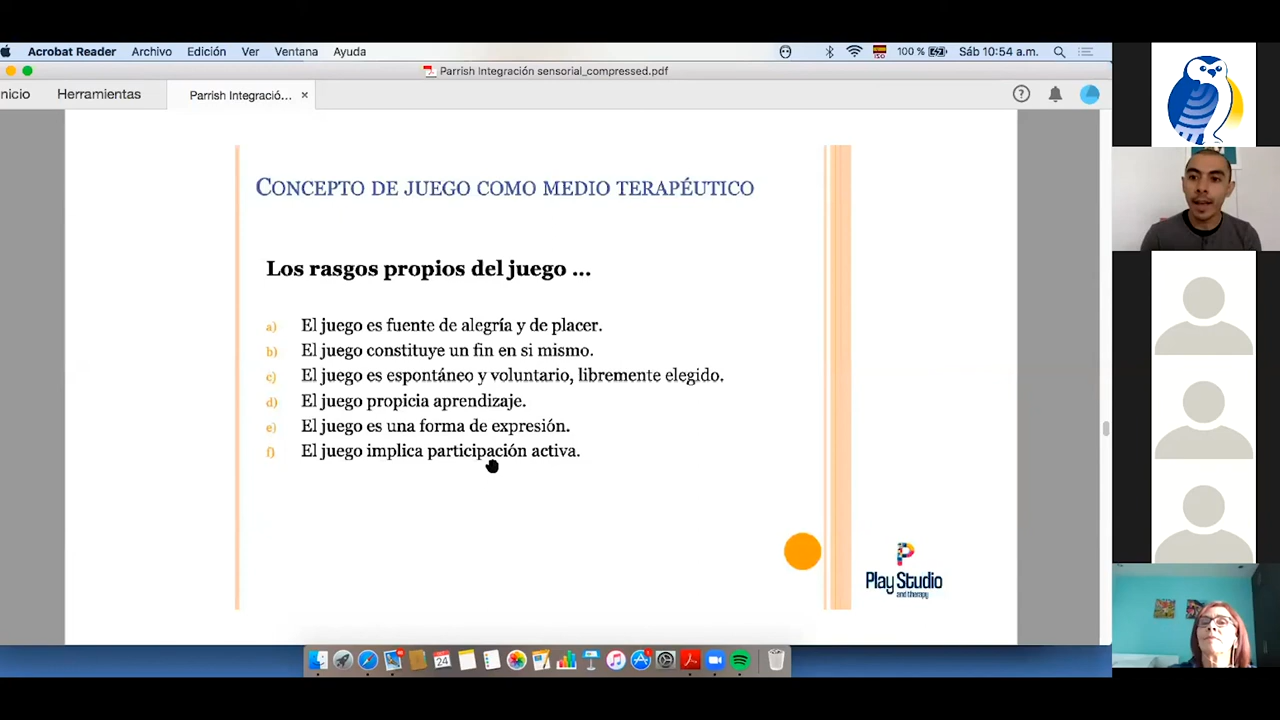 Acrobat Reader Archivo Edición Ver Ventana Ayuda 100 % Sáb 10:54 a.m.
Parrish Integración sensorial_compressed.pdf
nicio Herramientas Parrish Integració... ×
CONCEPTO DE JUEGO COMO MEDIO TERAPÉUTICO
Los rasgos propios del juego ...
a) El juego es fuente de alegría y de placer.
b) El juego constituye un fin en si mismo.
c) El juego es espontáneo y voluntario, libremente elegido.
d) El juego propicia aprendizaje.
e) El juego es una forma de expresión.
f) El juego implica participación activa.
Play Studio
and therapy
24